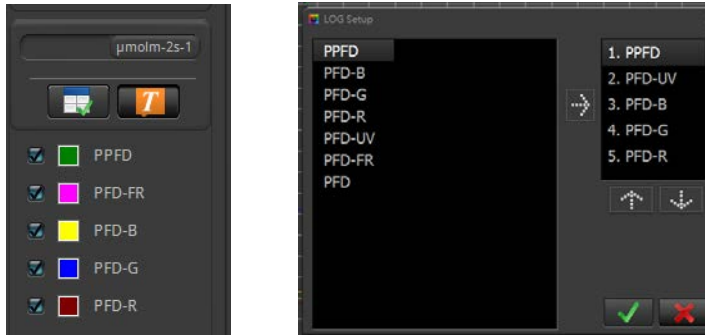 µmolm-2s-1
T
PPFD
PFD-FR
PFD-B
PFD-G
PFD-R
LOG Setup
PPFD
PFD-B
PFD-G
PFD-R
PFD-UV
PFD-FR
PFD
1. PPFD
2. PFD-UV
3. PFD-B
4. PFD-G
5. PFD-R